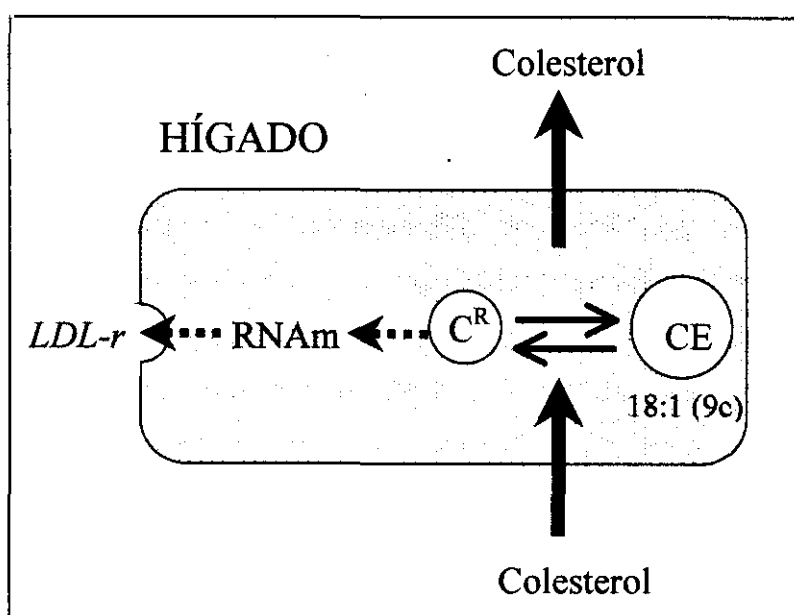 Colesterol
HÍGADO
LDL-r RNAm C^R CE
18:1 (9c)
Colesterol